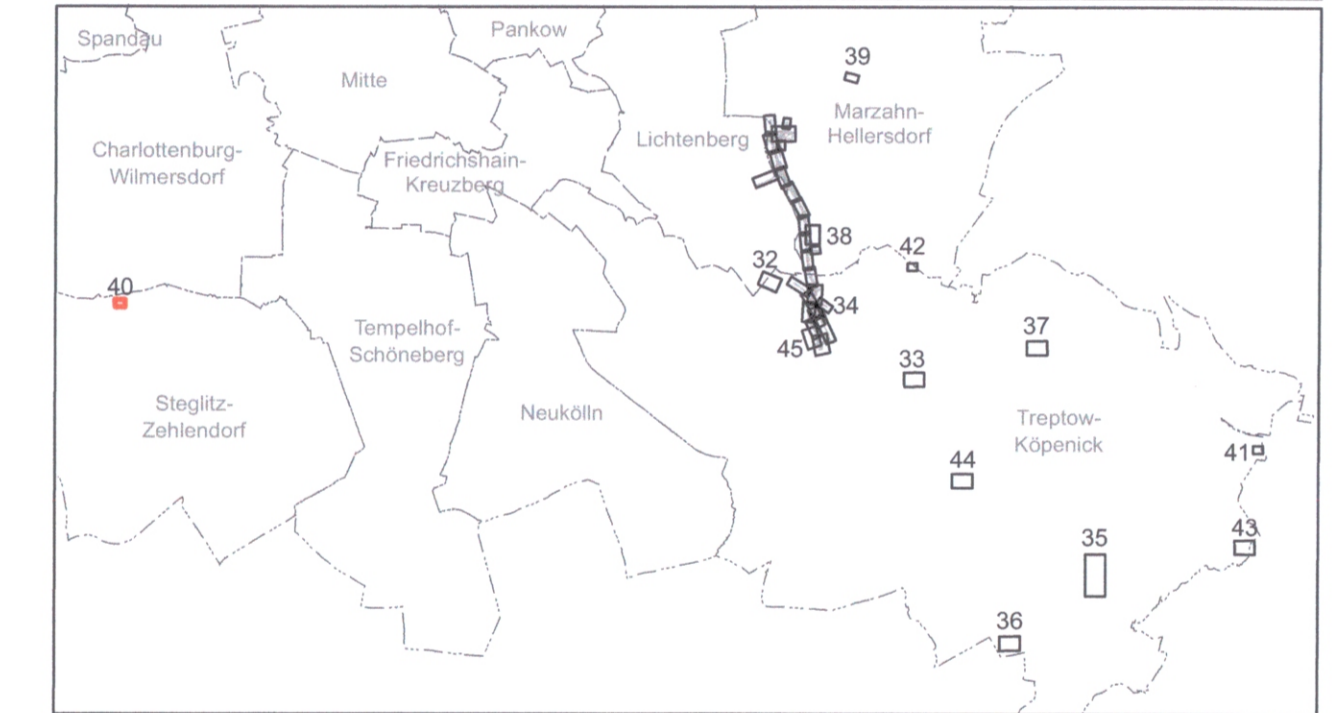 Spandau
Pankow
Mitte
39
Marzahn-
Hellersdorf
Lichtenberg
Charlottenburg-
Wilmersdorf
Friedrichshain-
Kreuzberg
38
42
32
40
34
Tempelhof-
Schöneberg
45
37
33
Steglitz-
Zehlendorf
Neukölln
Treptow-
Köpenick
41
44
43
35
36